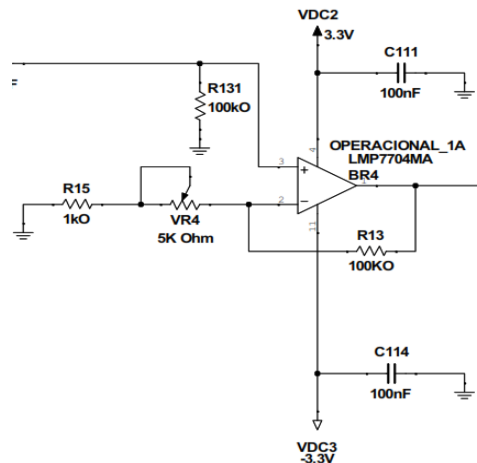 VDC2
3.3V
C111
100nF
F
R131
100kO
OPERACIONAL_1A
LMP7704MA
BR4
4
3
+
1
R15
1kO
2
−
VR4
5K Ohm
11
R13
100KO
C114
100nF
VDC3
-3.3V